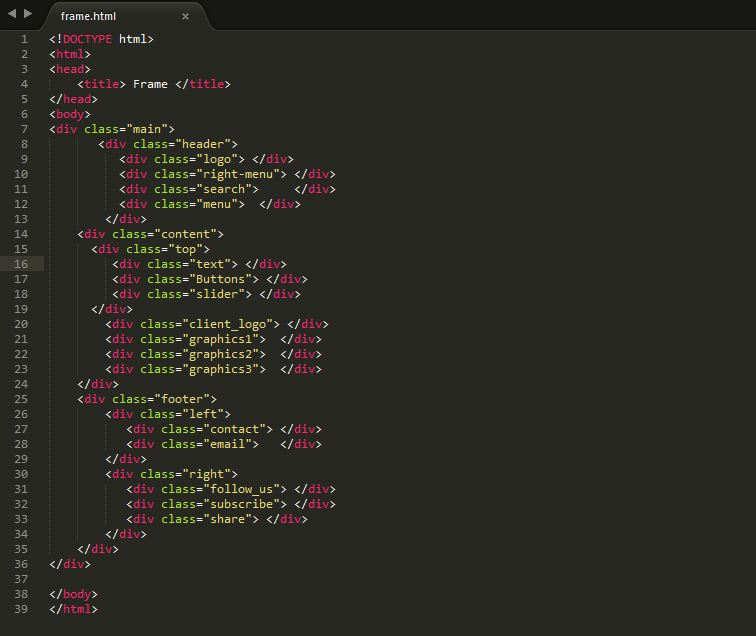 frame.html
1 <!DOCTYPE html>
2 <html>
3 <head>
4     <title> Frame </title>
5 </head>
6 <body>
7 <div class="main">
8        <div class="header">
9           <div class="logo"> </div>
10          <div class="right-menu"> </div>
11          <div class="search">     </div>
12          <div class="menu">  </div>
13        </div>
14    <div class="content">
15      <div class="top">
16         <div class="text"> </div>
17         <div class="Buttons"> </div>
18         <div class="slider"> </div>
19      </div>
20        <div class="client_logo"> </div>
21        <div class="graphics1">  </div>
22        <div class="graphics2">  </div>
23        <div class="graphics3">  </div>
24    </div>
25    <div class="footer">
26        <div class="left">
27           <div class="contact"> </div>
28           <div class="email">   </div>
29        </div>
30        <div class="right">
31           <div class="follow_us"> </div>
32           <div class="subscribe"> </div>
33           <div class="share"> </div>
34        </div>
35    </div>
36 </div>
37
38 </body>
39 </html>